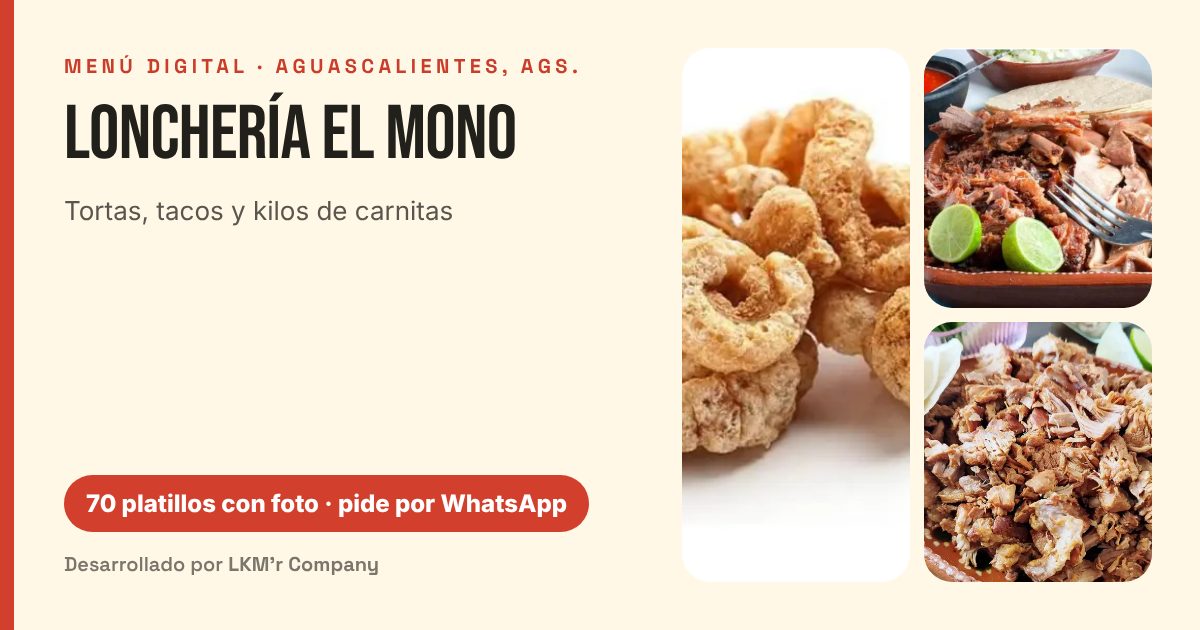 MENÚ DIGITAL · AGUASCALIENTES, AGS.
LONCHERÍA EL MONO
Tortas, tacos y kilos de carnitas
70 platillos con foto · pide por WhatsApp
Desarrollado por LKM’r Company